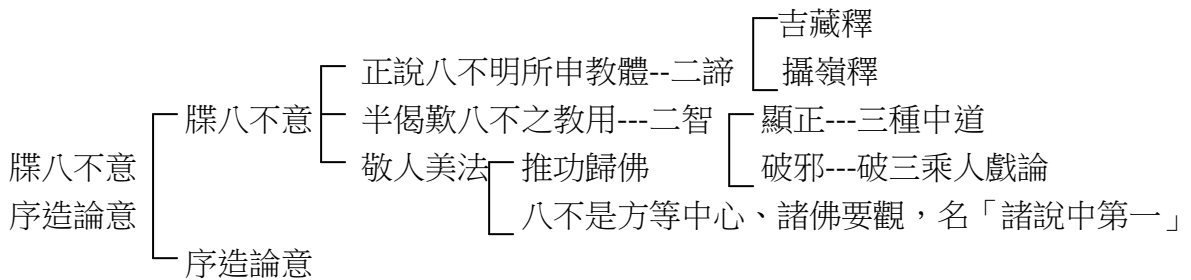 吉藏釋
正說八不明所申教體--二諦
攝嶺釋
牒八不意
半偈歎八不之教用---二智
顯正---三種中道
牒八不意
敬人美法
推功歸佛
破邪---破三乘人戲論
序造論意
八不是方等中心、諸佛要觀，名「諸說中第一」
序造論意